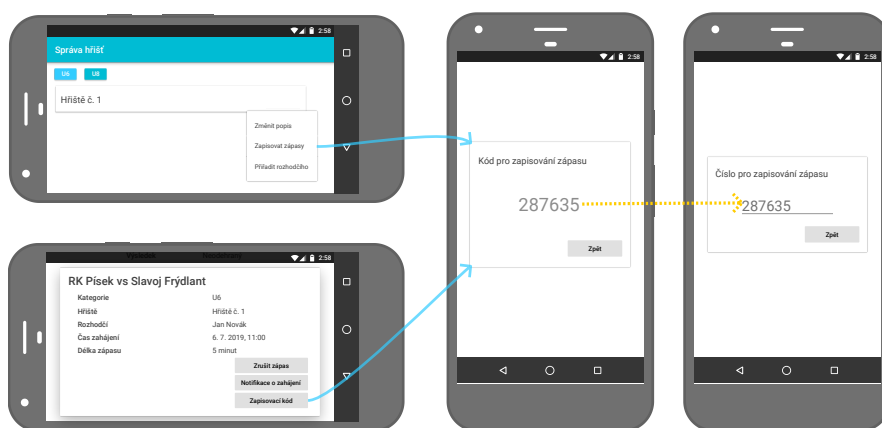 2:58
Správa hřišť
U6 U8
Hřiště č. 1
Změnit popis
Zapisovat zápasy
Přiřadit rozhodčího
2:58
RK Písek vs Slavoj Frýdlant
Kategorie U6
Hřiště Hřiště č. 1
Rozhodčí Jan Novák
Čas zahájení 6. 7. 2019, 11:00
Délka zápasu 5 minut
Zrušit zápas
Notifikace o zahájení
Zapisovací kód
2:58
Kód pro zapisování zápasu
287635
Zpět
2:58
Číslo pro zapisování zápasu
287635
Zpět